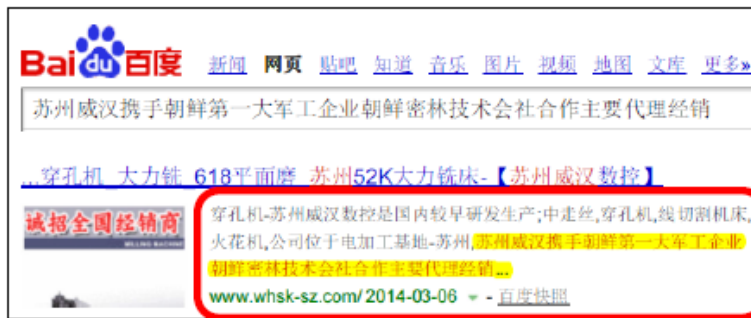 Baidu百度 新闻 网页 贴吧 知道 音乐 图片 视频 地图 文库 更多»
苏州威汉携手朝鲜第一大军工企业朝鲜密林技术会社合作主要代理经销
...穿孔机_大力铣_618平面磨_苏州52K大力铣床-【苏州威汉数控】
诚招全国经销商
MILLING MACHINE
穿孔机-苏州威汉数控是国内较早研发生产;中走丝,穿孔机,线切割机床,
火花机,公司位于电加工基地-苏州,苏州威汉携手朝鲜第一大军工企业
朝鲜密林技术会社合作主要代理经销...
www.whsk-sz.com/ 2014-03-06 - 百度快照